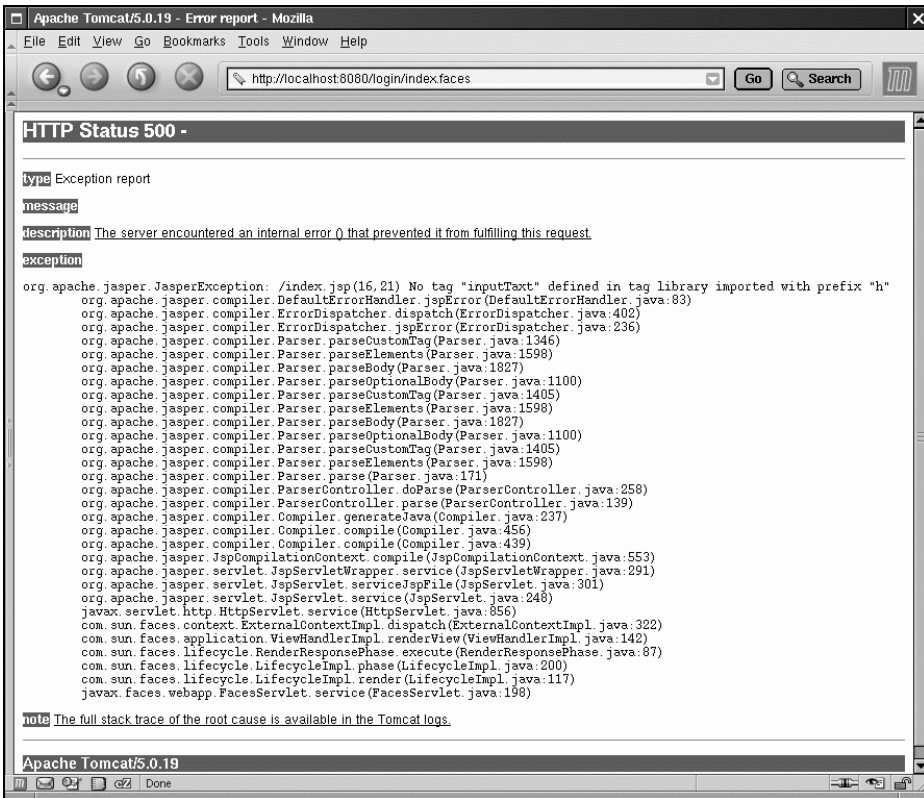 Apache Tomcat/5.0.19 - Error report - Mozilla
File Edit View Go Bookmarks Tools Window Help
http://localhost:8080/login/index.faces Go Search
HTTP Status 500 -
type Exception report
message
description The server encountered an internal error () that prevented it from fulfilling this request.
exception
org.apache.jasper.JasperException: /index.jsp(16,21) No tag "inputTaxt" defined in tag library imported with prefix "h"
org.apache.jasper.compiler.DefaultErrorHandler.jspError(DefaultErrorHandler.java:83)
org.apache.jasper.compiler.ErrorDispatcher.dispatch(ErrorDispatcher.java:402)
org.apache.jasper.compiler.ErrorDispatcher.jspError(ErrorDispatcher.java:236)
org.apache.jasper.compiler.Parser.parseCustomTag(Parser.java:1346)
org.apache.jasper.compiler.Parser.parseElements(Parser.java:1598)
org.apache.jasper.compiler.Parser.parseBody(Parser.java:1827)
org.apache.jasper.compiler.Parser.parseOptionalBody(Parser.java:1100)
org.apache.jasper.compiler.Parser.parseCustomTag(Parser.java:1405)
org.apache.jasper.compiler.Parser.parseElements(Parser.java:1598)
org.apache.jasper.compiler.Parser.parseBody(Parser.java:1827)
org.apache.jasper.compiler.Parser.parseOptionalBody(Parser.java:1100)
org.apache.jasper.compiler.Parser.parseCustomTag(Parser.java:1405)
org.apache.jasper.compiler.Parser.parseElements(Parser.java:1598)
org.apache.jasper.compiler.Parser.parse(Parser.java:171)
org.apache.jasper.compiler.ParserController.doParse(ParserController.java:258)
org.apache.jasper.compiler.ParserController.parse(ParserController.java:139)
org.apache.jasper.compiler.Compiler.generateJava(Compiler.java:237)
org.apache.jasper.compiler.Compiler.compile(Compiler.java:456)
org.apache.jasper.compiler.Compiler.compile(Compiler.java:439)
org.apache.jasper.JspCompilationContext.compile(JspCompilationContext.java:553)
org.apache.jasper.servlet.JspServletWrapper.service(JspServletWrapper.java:291)
org.apache.jasper.servlet.JspServlet.serviceJspFile(JspServlet.java:301)
org.apache.jasper.servlet.JspServlet.service(JspServlet.java:248)
javax.servlet.http.HttpServlet.service(HttpServlet.java:856)
com.sun.faces.context.ExternalContextImpl.dispatch(ExternalContextImpl.java:322)
com.sun.faces.application.ViewHandlerImpl.renderView(ViewHandlerImpl.java:142)
com.sun.faces.lifecycle.RenderResponsePhase.execute(RenderResponsePhase.java:87)
com.sun.faces.lifecycle.LifecycleImpl.phase(LifecycleImpl.java:200)
com.sun.faces.lifecycle.LifecycleImpl.render(LifecycleImpl.java:117)
javax.faces.webapp.FacesServlet.service(FacesServlet.java:198)
note The full stack trace of the root cause is available in the Tomcat logs.
Apache Tomcat/5.0.19
Done